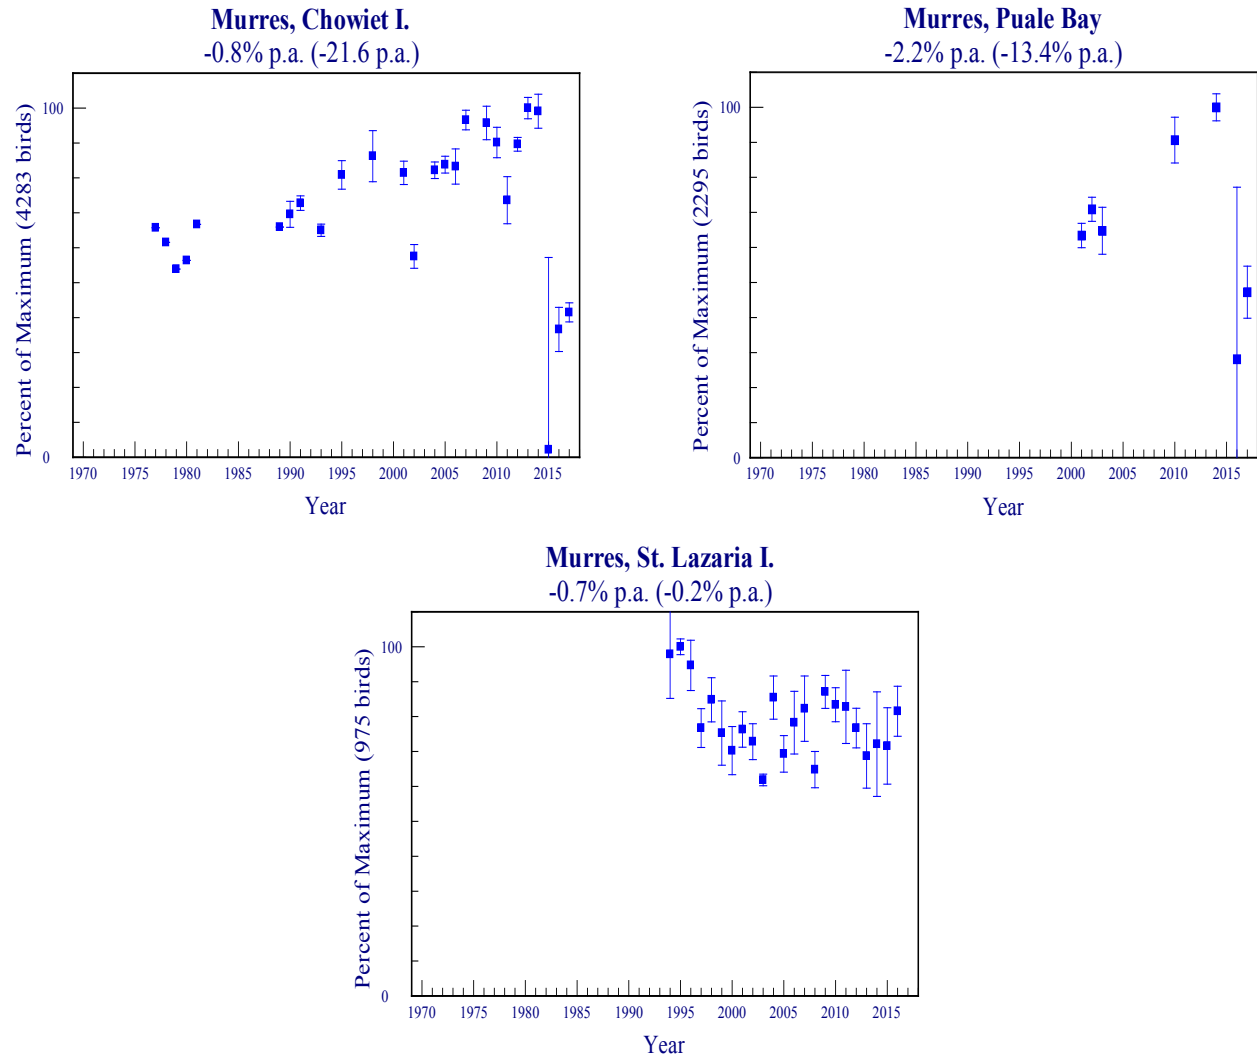 Murres, Chowiet I.
-0.8% p.a. (-21.6 p.a.)
Percent of Maximum (4283 birds)
100
0
1970 1975 1980 1985 1990 1995 2000 2005 2010 2015
Year
Murres, Puale Bay
-2.2% p.a. (-13.4% p.a.)
Percent of Maximum (2295 birds)
100
0
1970 1975 1980 1985 1990 1995 2000 2005 2010 2015
Year
Murres, St. Lazaria I.
-0.7% p.a. (-0.2% p.a.)
Percent of Maximum (975 birds)
100
0
1970 1975 1980 1985 1990 1995 2000 2005 2010 2015
Year